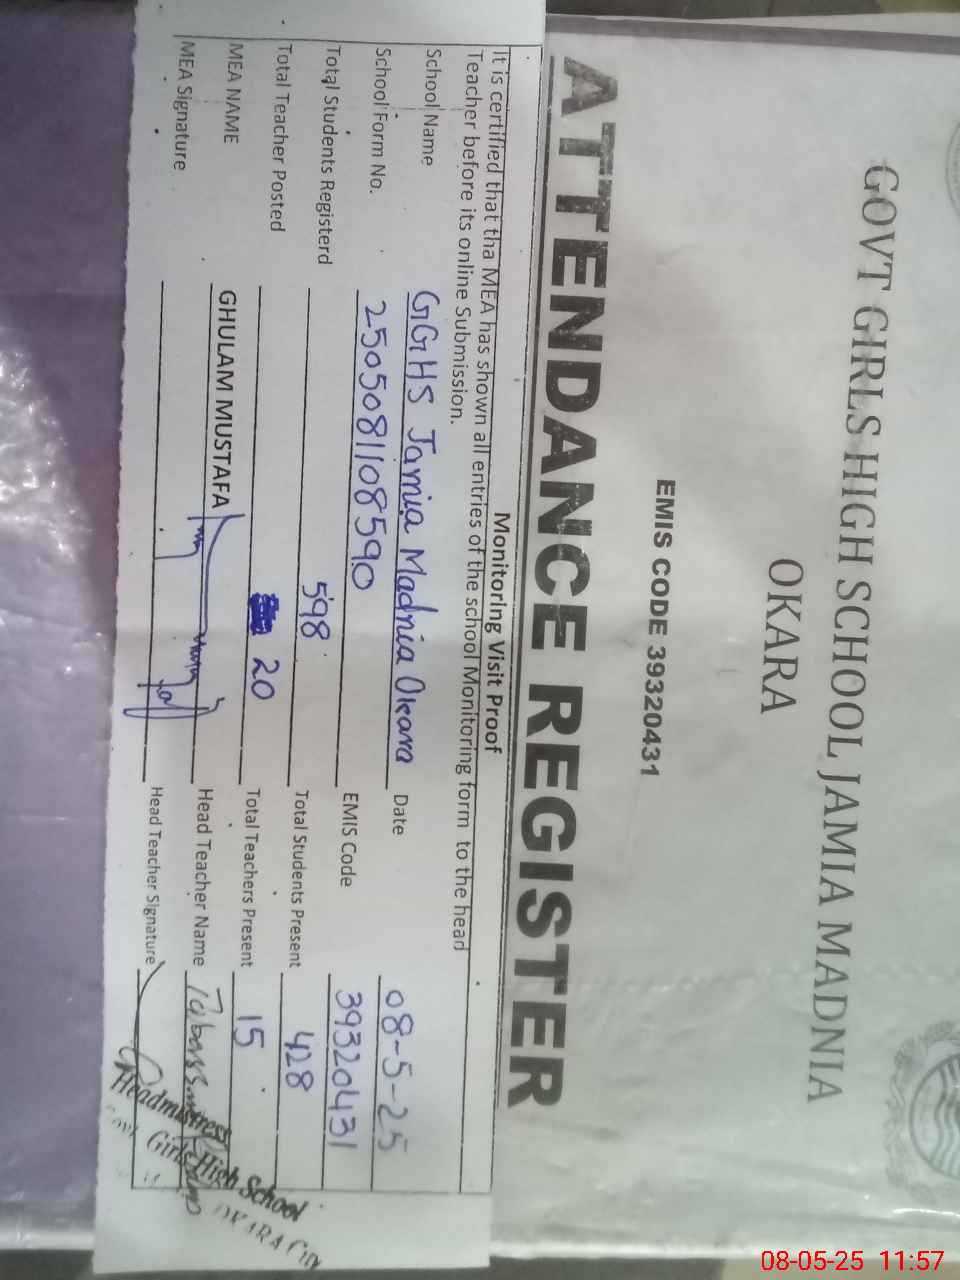 GOVT GIRLS HIGH SCHOOL JAMIA MADNIA
OKARA
EMIS CODE 39320431
ATTENDANCE REGISTER
Monitoring Visit Proof
It is certified that tha MEA has shown all entries of the school Monitoring form to the head
Teacher before its online Submission.
School Name GGHS Jamia Madnia Okara Date 08-5-25
School Form No. 2505081108590 EMIS Code 39320431
Total Students Registerd 598 Total Students Present 428
Total Teacher Posted 20 Total Teachers Present 15
MEA NAME GHULAM MUSTAFA Head Teacher Name
MEA Signature Head Teacher Signature
Headmistress
Govt. Girls High School
OKARA City
08-05-25 11:57